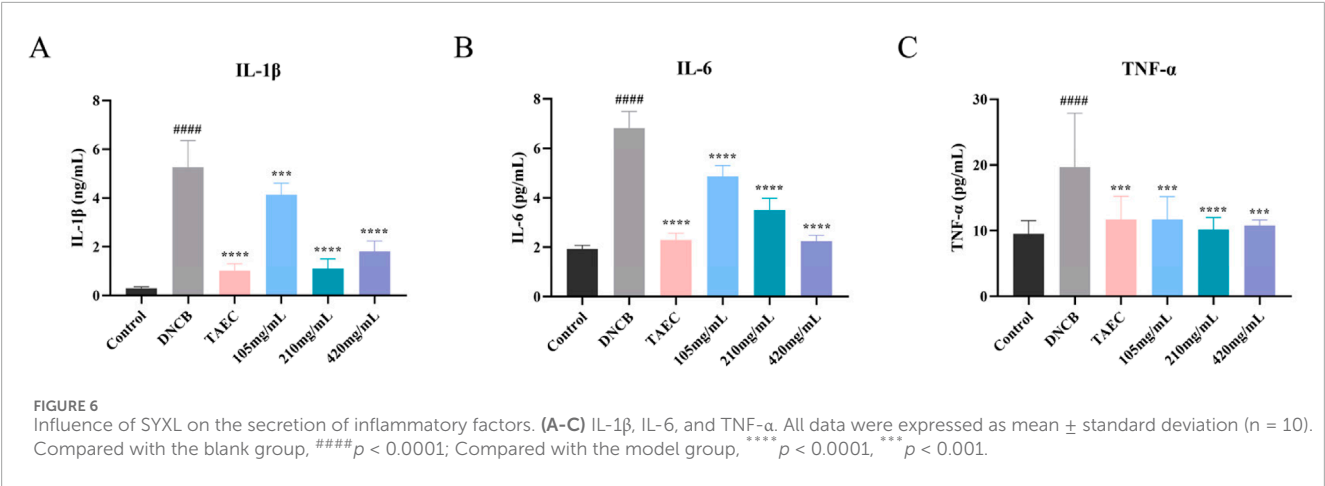 A
IL-1β
IL-1β (ng/mL)
8
6
4
2
0
####
****
***
****
****
Control
DNCB
TAEC
105mg/mL
210mg/mL
420mg/mL
B
IL-6
IL-6 (pg/mL)
8
6
4
2
0
####
****
****
****
****
Control
DNCB
TAEC
105mg/mL
210mg/mL
420mg/mL
C
TNF-α
TNF-α (pg/mL)
30
20
10
0
####
***
***
****
***
Control
DNCB
TAEC
105mg/mL
210mg/mL
420mg/mL
FIGURE 6
Influence of SYXL on the secretion of inflammatory factors. (A-C) IL-1β, IL-6, and TNF-α. All data were expressed as mean ± standard deviation (n = 10).
Compared with the blank group, ####p < 0.0001; Compared with the model group, ****p < 0.0001, ***p < 0.001.